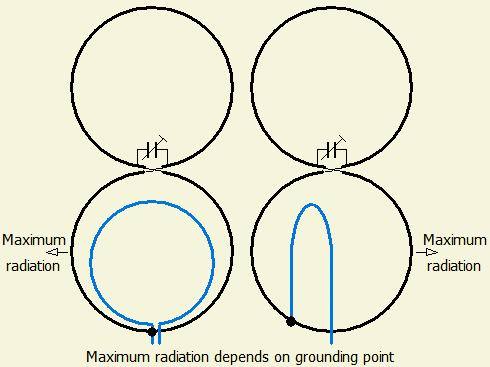 Maximum
radiation
Maximum
radiation
Maximum radiation depends on grounding point